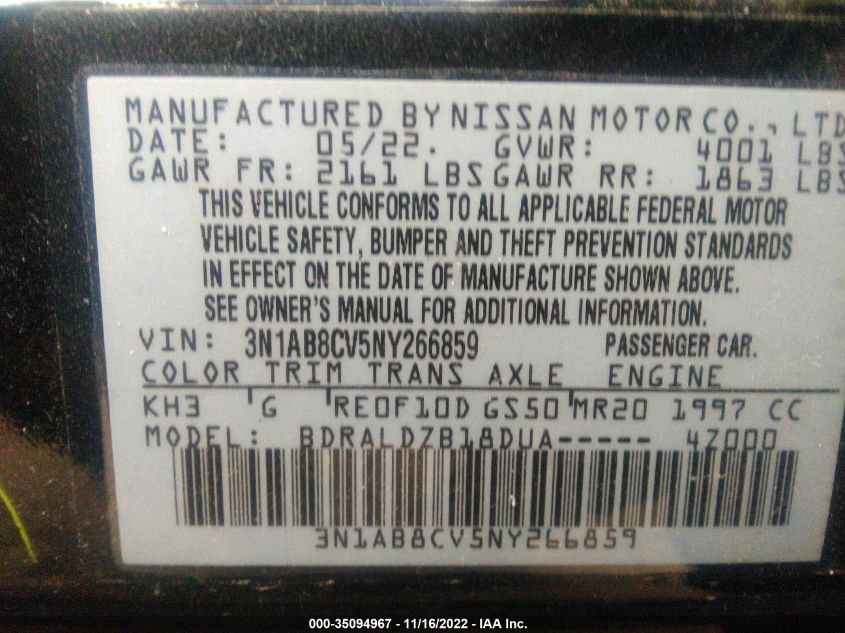 MANUFACTURED BY NISSAN MOTOR CO., LTD
DATE: 05/22. GVWR: 4001 LBS
GAWR FR: 2161 LBS GAWR RR: 1863 LBS
THIS VEHICLE CONFORMS TO ALL APPLICABLE FEDERAL MOTOR
VEHICLE SAFETY, BUMPER AND THEFT PREVENTION STANDARDS
IN EFFECT ON THE DATE OF MANUFACTURE SHOWN ABOVE.
SEE OWNER'S MANUAL FOR ADDITIONAL INFORMATION.
VIN: 3N1AB8CV5NY266859 PASSENGER CAR.
COLOR TRIM TRANS AXLE ENGINE
KH3 'G 'RE0F10D GS50 'MR20 1997 CC
MODEL: BDRALDZB18DUA----- 4Z000
3N1AB8CV5NY266859
000-35094967 - 11/16/2022 - IAA Inc.